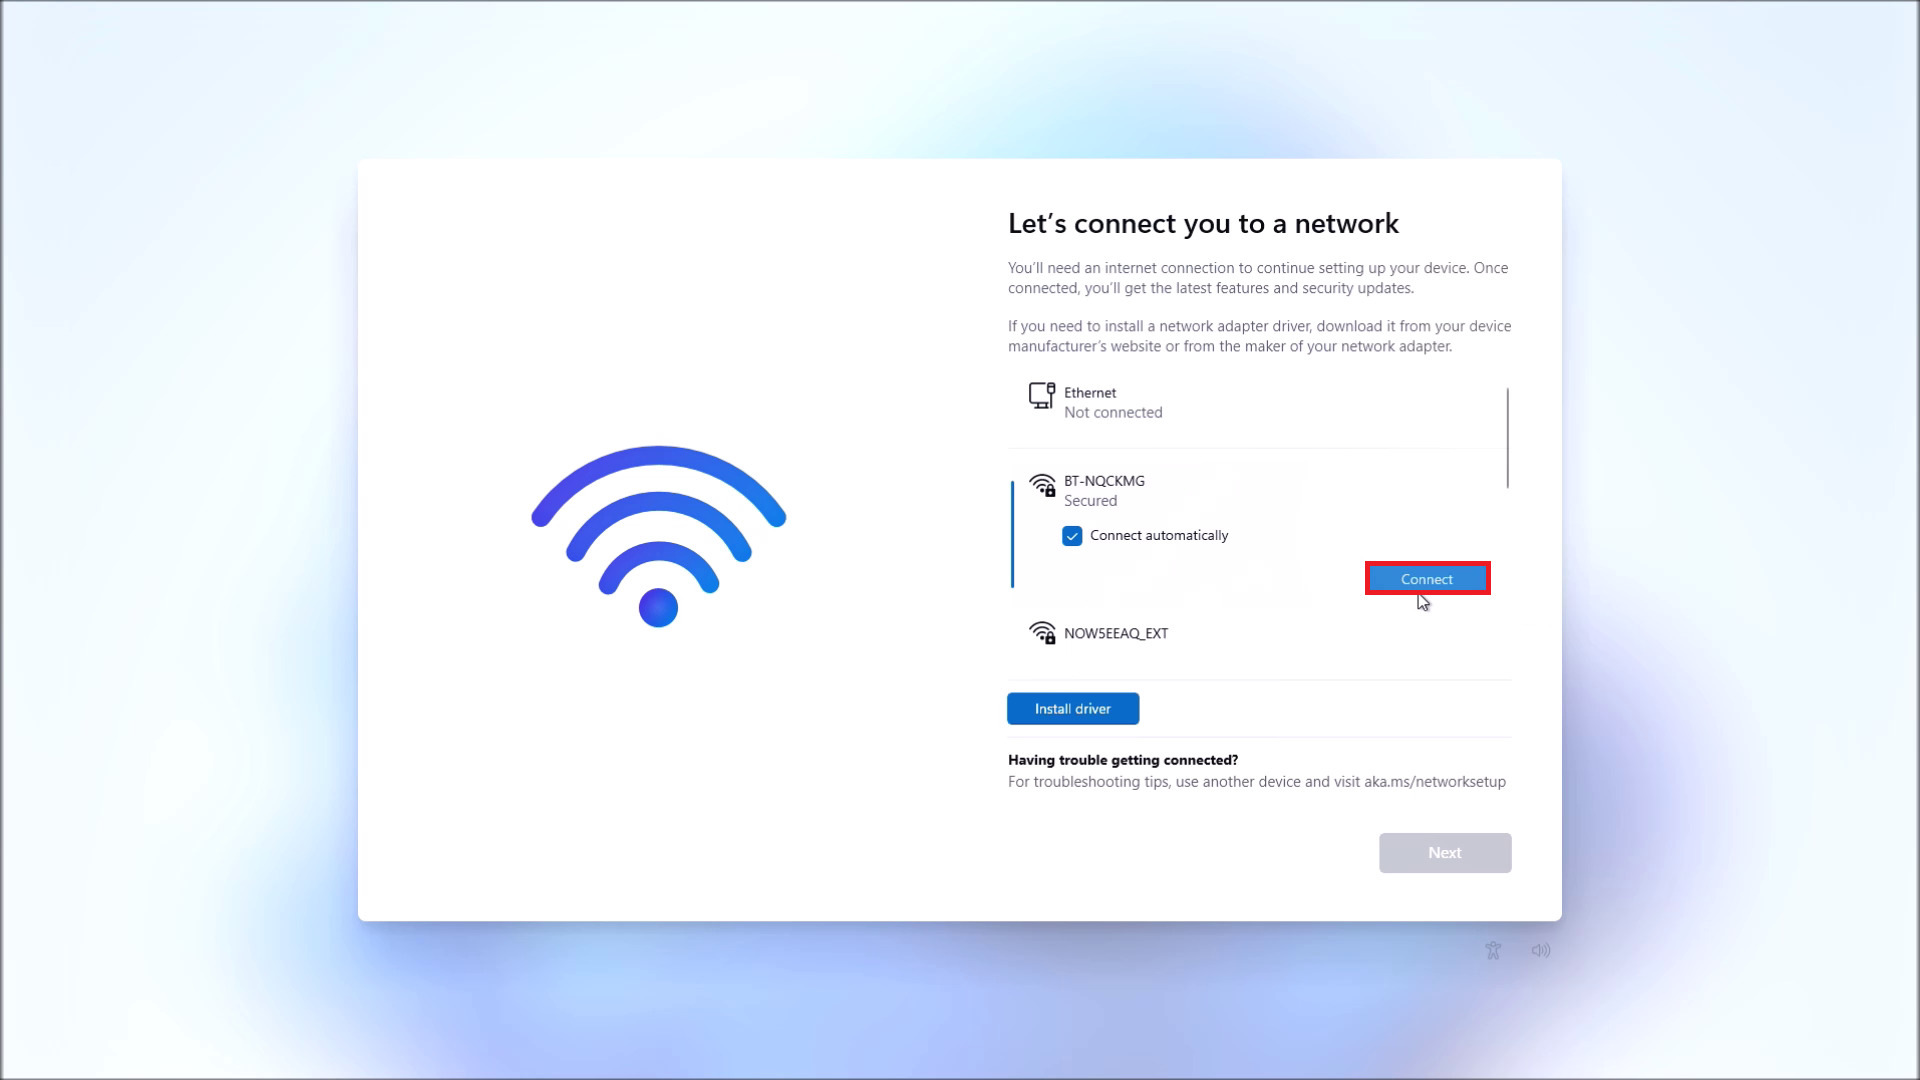 Let’s connect you to a network
You’ll need an internet connection to continue setting up your device. Once
connected, you’ll get the latest features and security updates.
If you need to install a network adapter driver, download it from your device
manufacturer’s website or from the maker of your network adapter.
Ethernet
Not connected
BT-NQCKMG
Secured
Connect automatically
Connect
NOW5EEAQ_EXT
Install driver
Having trouble getting connected?
For troubleshooting tips, use another device and visit aka.ms/networksetup
Next